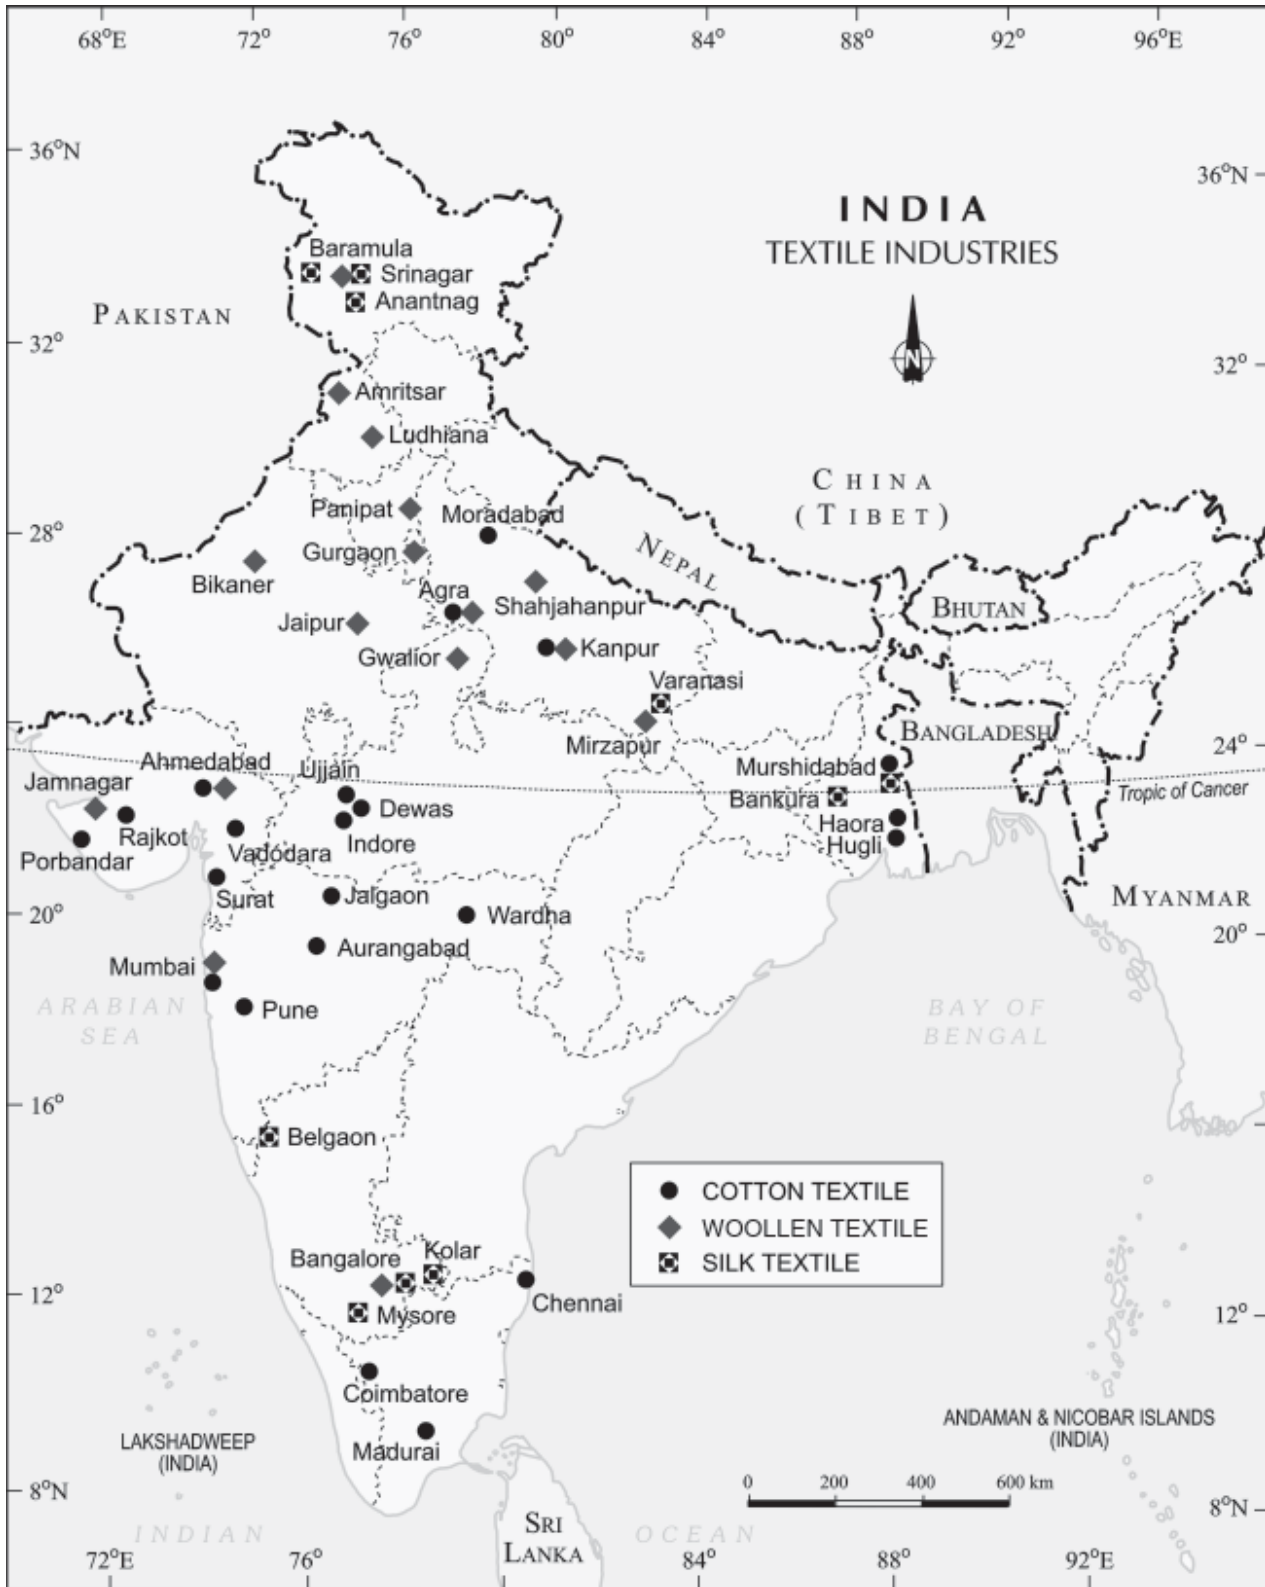 68°E 72° 76° 80° 84° 88° 92° 96°E
36°N
36°N
INDIA
TEXTILE INDUSTRIES
Baramula
Srinagar
Anantnag
PAKISTAN
N
32°
32°
Amritsar
Ludhiana
CHINA
(TIBET)
Panipat
Moradabad
28°
28°
NEPAL
Gurgaon
Bikaner
Agra
Shahjahanpur
BHUTAN
Jaipur
Kanpur
Gwalior
Varanasi
Mirzapur
BANGLADESH
24°
Ahmedabad
Ujjain
Murshidabad
Jamnagar
Dewas
Bankura
Tropic of Cancer
Rajkot
Haora
Porbandar
Vadodara
Indore
Hugli
Surat
Jalgaon
MYANMAR
20°
Wardha
20°
Aurangabad
Mumbai
ARABIAN
SEA
Pune
BAY OF
BENGAL
16°
Belgaon
COTTON TEXTILE
WOOLLEN TEXTILE
SILK TEXTILE
Bangalore
Kolar
12°
Chennai
12°
Mysore
Coimbatore
LAKSHADWEEP
(INDIA)
Madurai
ANDAMAN & NICOBAR ISLANDS
(INDIA)
0 200 400 600 km
8°N
8°N
INDIAN OCEAN
SRI
LANKA
72°E 76° 84° 88° 92°E